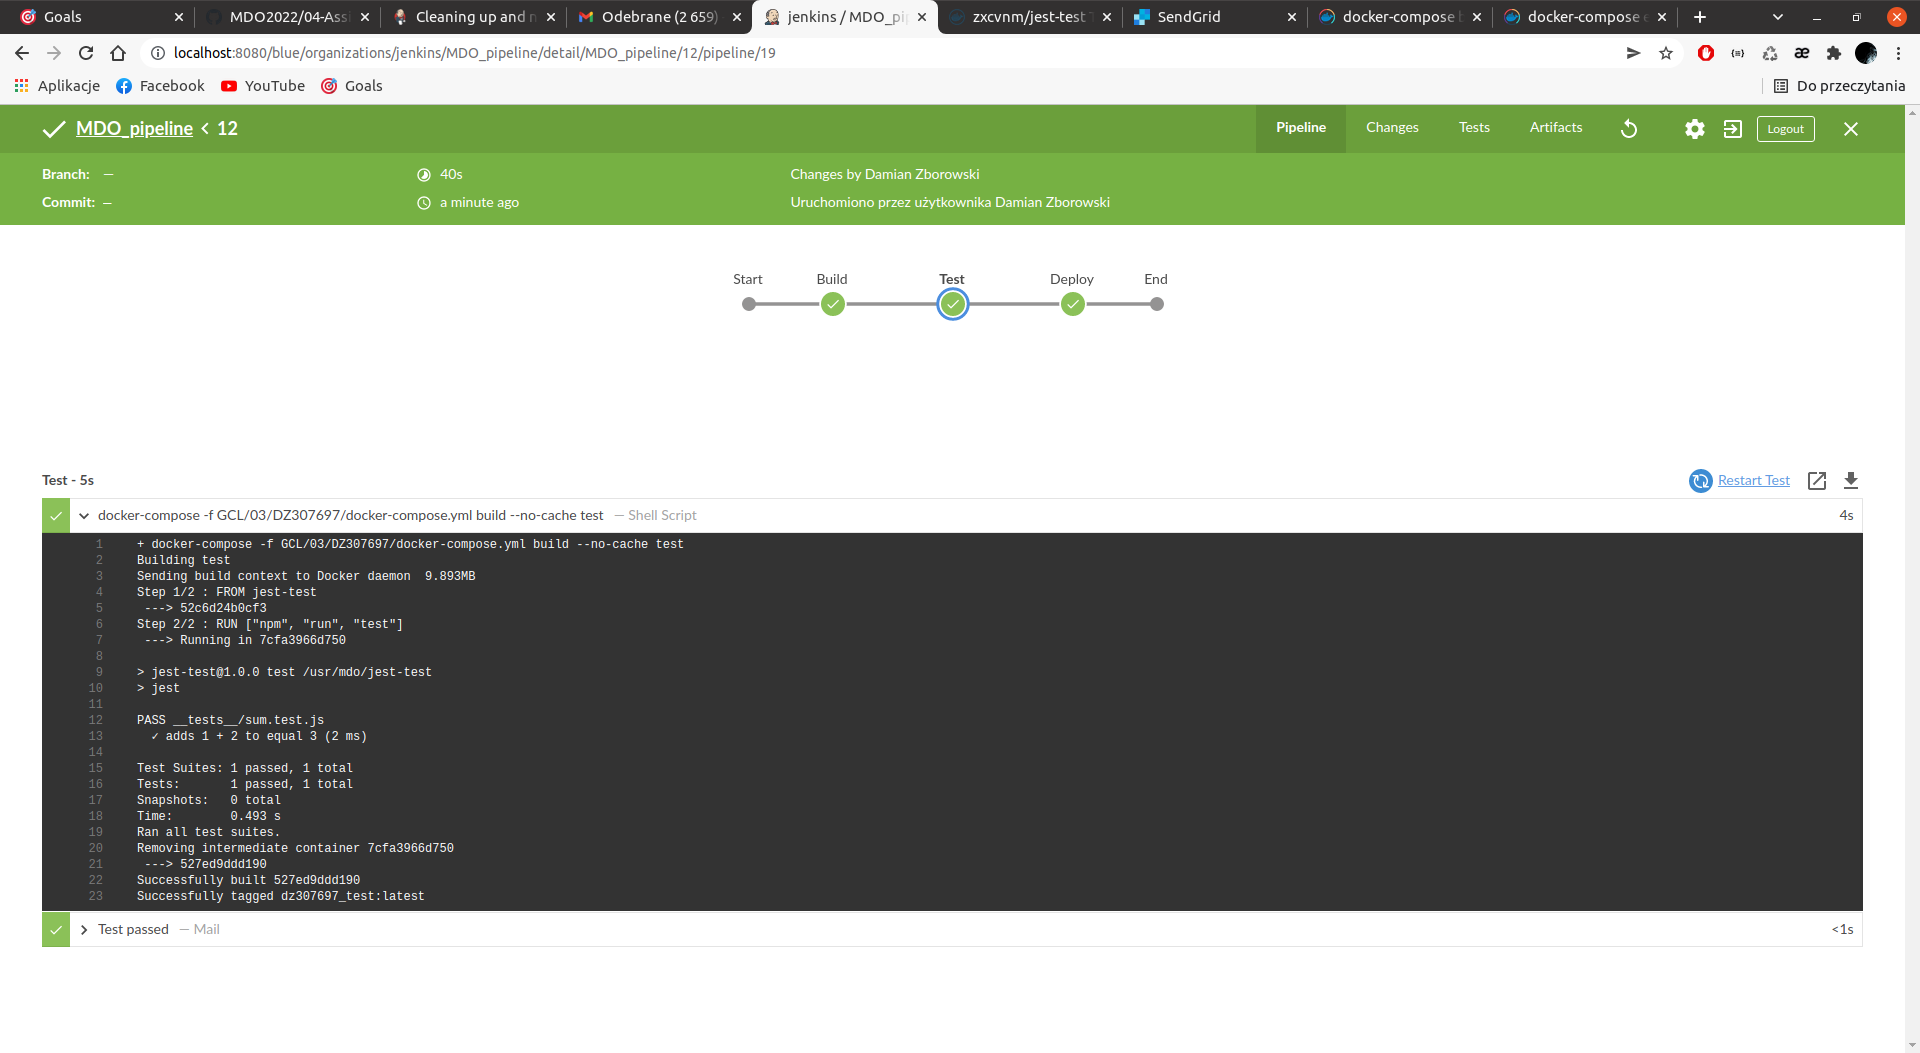 Goals
MDO2022/04-Ass
Cleaning up and n
Odebrane (2 659)
jenkins / MDO_pi
zxcvnm/jest-test
SendGrid
docker-compose
docker-compose
localhost:8080/blue/organizations/jenkins/MDO_pipeline/detail/MDO_pipeline/12/pipeline/19
Aplikacje
Facebook
YouTube
Goals
Do przeczytania
MDO_pipeline < 12
Pipeline
Changes
Tests
Artifacts
Logout
Branch: —
40s
Changes by Damian Zborowski
Commit: —
a minute ago
Uruchomiono przez użytkownika Damian Zborowski
Start
Build
Test
Deploy
End
Test - 5s
Restart Test
docker-compose -f GCL/03/DZ307697/docker-compose.yml build --no-cache test — Shell Script
4s
1 + docker-compose -f GCL/03/DZ307697/docker-compose.yml build --no-cache test
2 Building test
3 Sending build context to Docker daemon  9.893MB
4 Step 1/2 : FROM jest-test
5  ---> 52c6d24b0cf3
6 Step 2/2 : RUN ["npm", "run", "test"]
7  ---> Running in 7cfa3966d750
8
9 > jest-test@1.0.0 test /usr/mdo/jest-test
10 > jest
11
12 PASS __tests__/sum.test.js
13   ✓ adds 1 + 2 to equal 3 (2 ms)
14
15 Test Suites: 1 passed, 1 total
16 Tests:       1 passed, 1 total
17 Snapshots:   0 total
18 Time:        0.493 s
19 Ran all test suites.
20 Removing intermediate container 7cfa3966d750
21  ---> 527ed9ddd190
22 Successfully built 527ed9ddd190
23 Successfully tagged dz307697_test:latest
Test passed — Mail
<1s